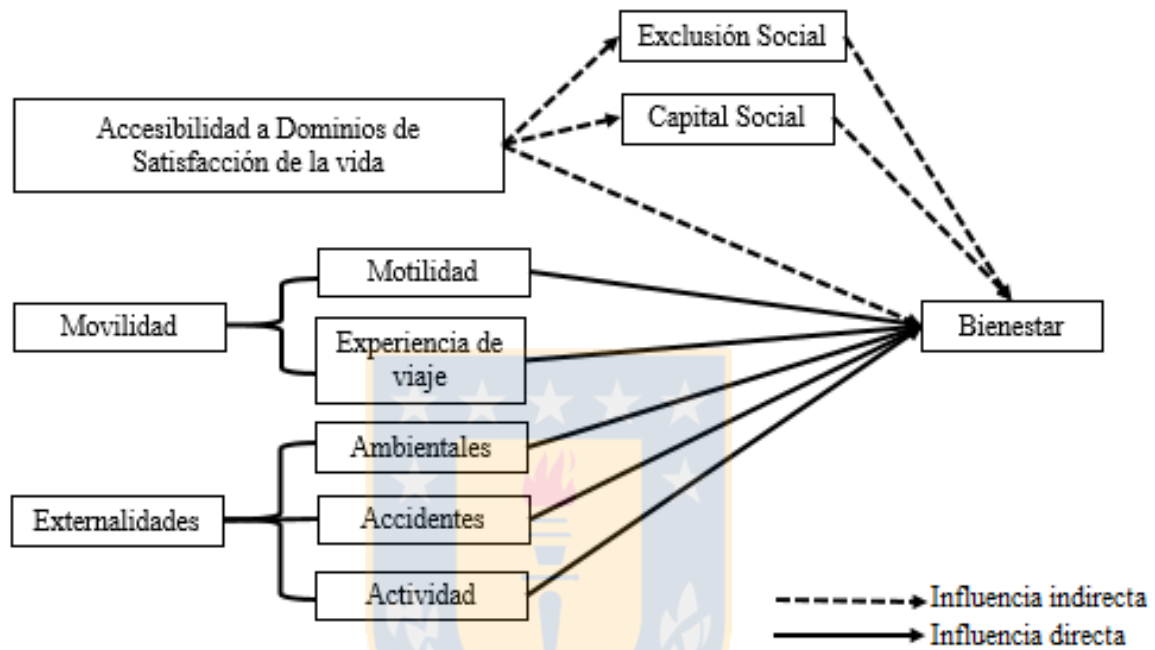 Exclusión Social
Capital Social
Accesibilidad a Dominios de
Satisfacción de la vida
Motilidad
Movilidad
Experiencia de
viaje
Bienestar
Ambientales
Externalidades
Accidentes
Actividad
Influencia indirecta
Influencia directa